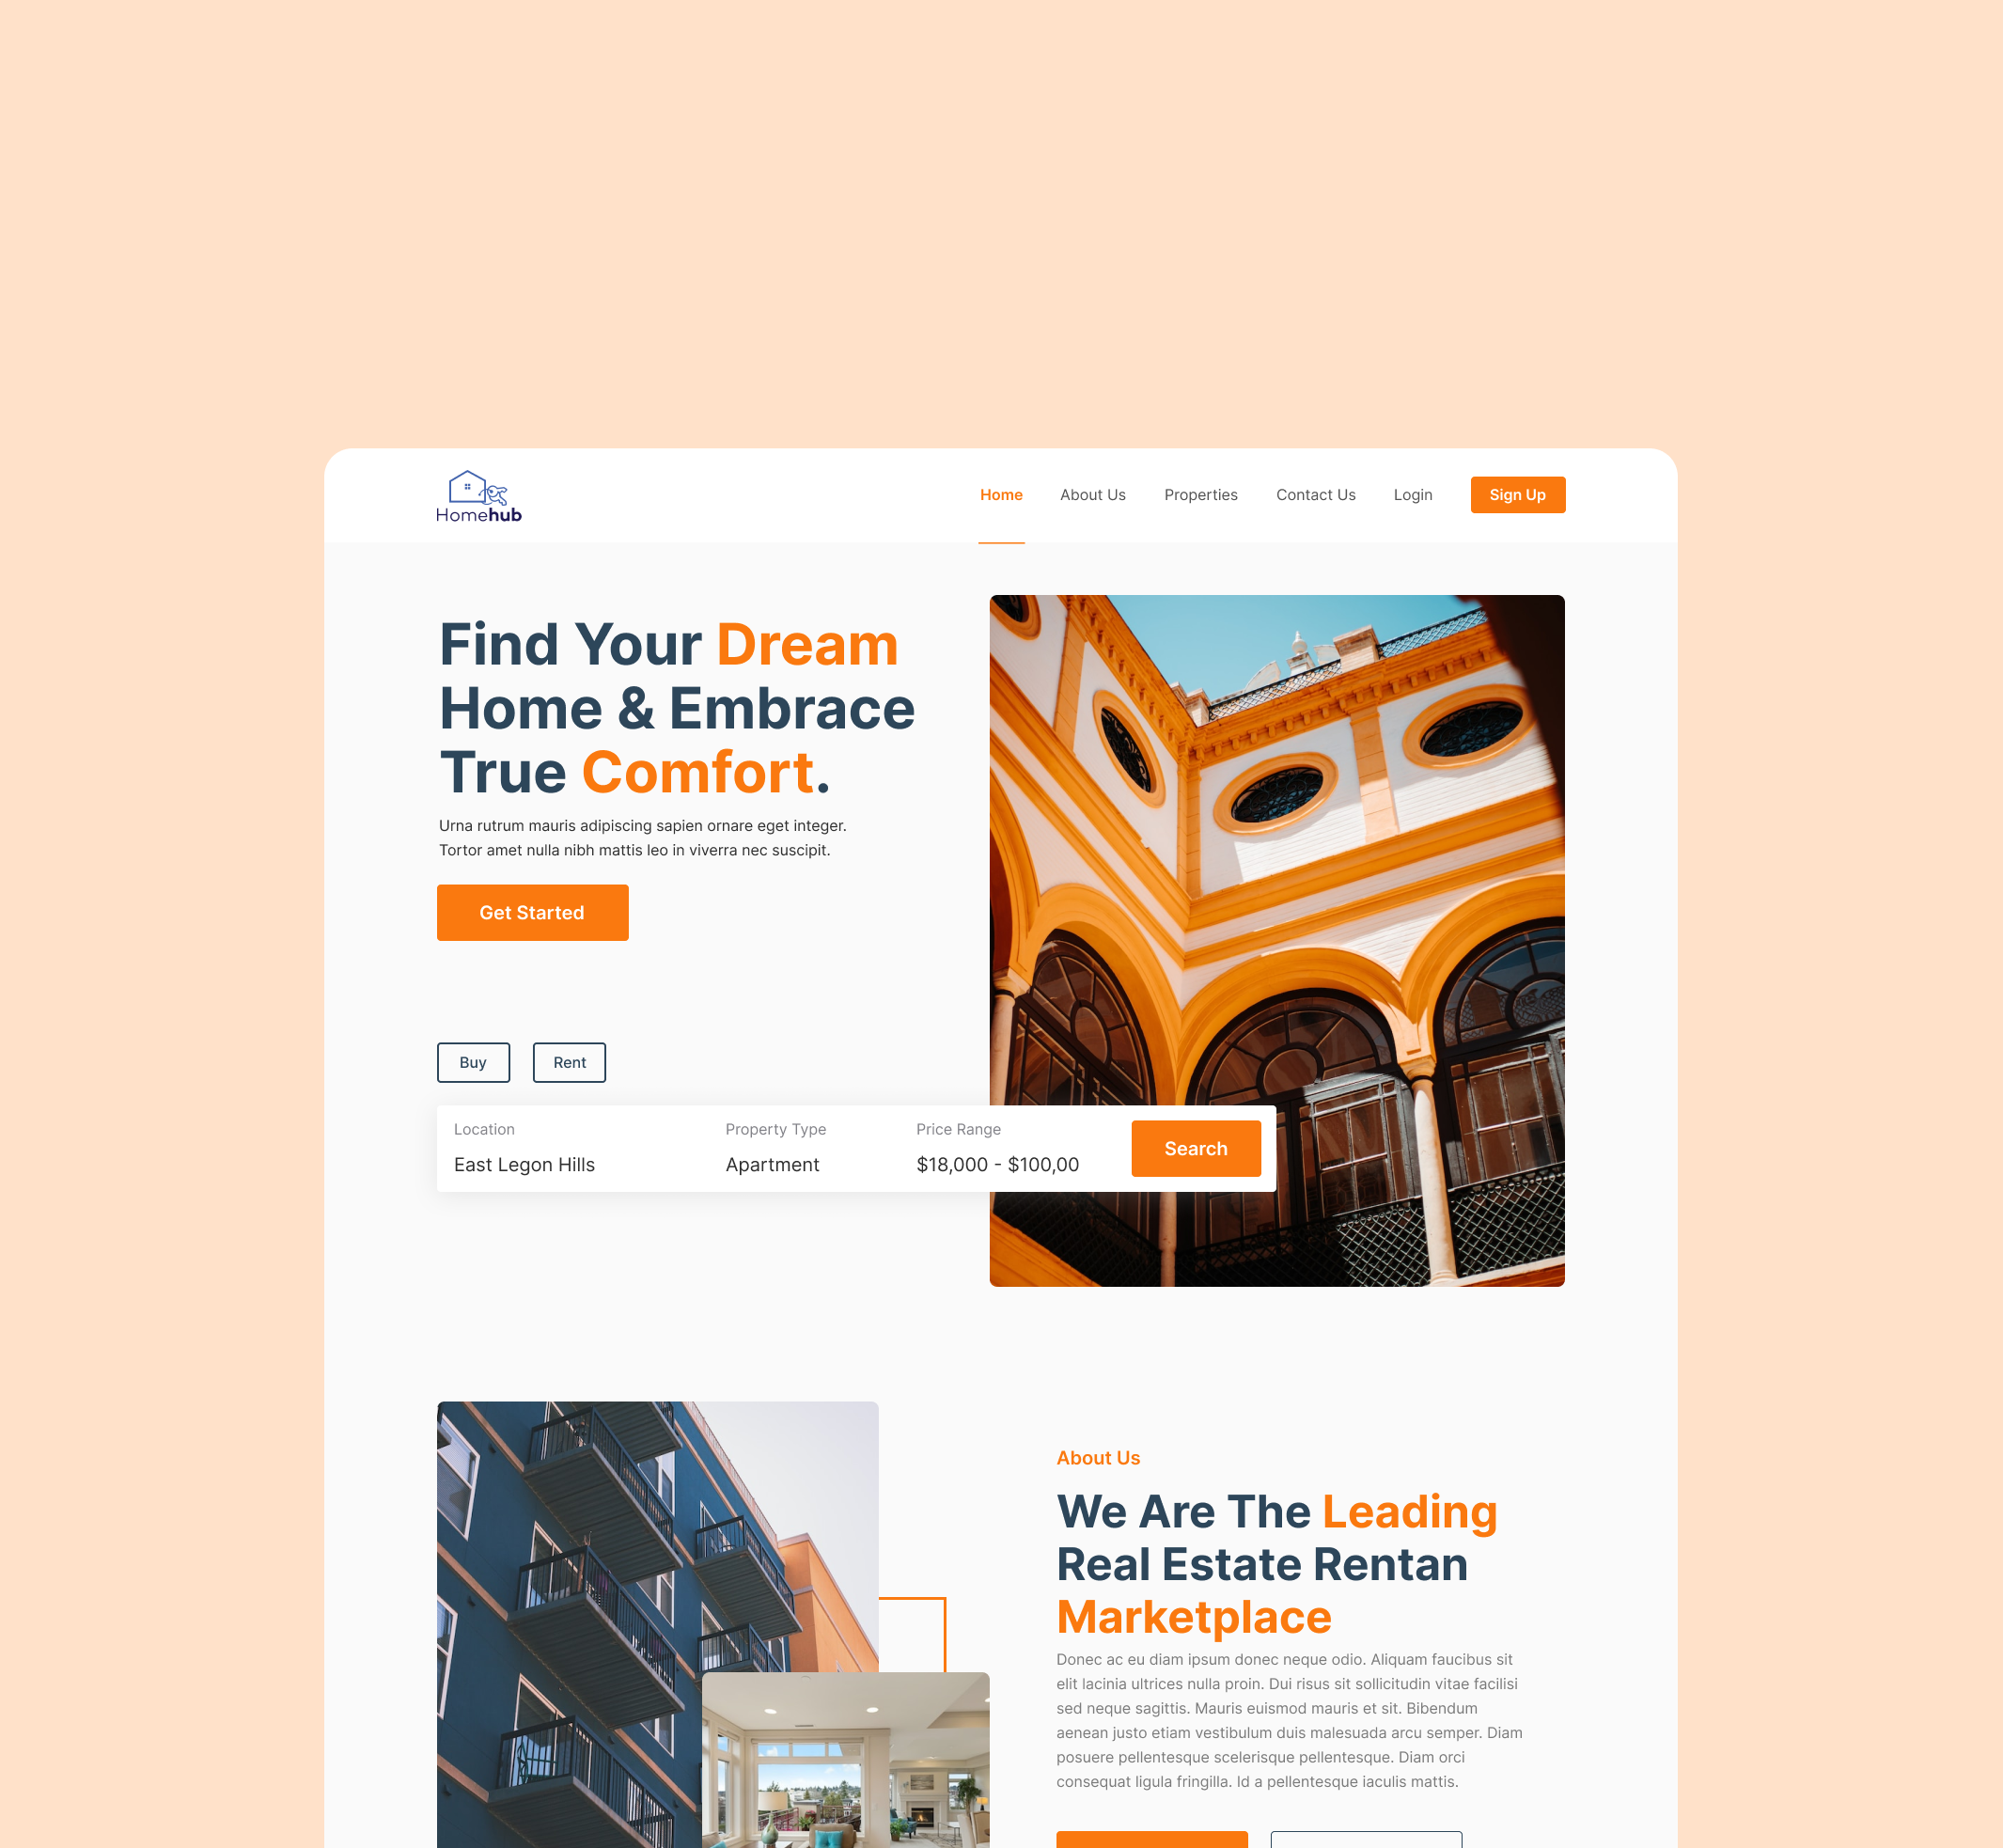 Homehub
Home About Us Properties Contact Us Login Sign Up
Find Your Dream
Home & Embrace
True Comfort.
Urna rutrum mauris adipiscing sapien ornare eget integer.
Tortor amet nulla nibh mattis leo in viverra nec suscipit.
Get Started
Buy Rent
Location Property Type Price Range
East Legon Hills Apartment $18,000 - $100,00
Search
About Us
We Are The Leading
Real Estate Rentan
Marketplace
Donec ac eu diam ipsum donec neque odio. Aliquam faucibus sit
elit lacinia ultrices nulla proin. Dui risus sit sollicitudin vitae facilisi
sed neque sagittis. Mauris euismod mauris et sit. Bibendum
aenean justo etiam vestibulum duis malesuada arcu semper. Diam
posuere pellentesque scelerisque pellentesque. Diam orci
consequat ligula fringilla. Id a pellentesque iaculis mattis.